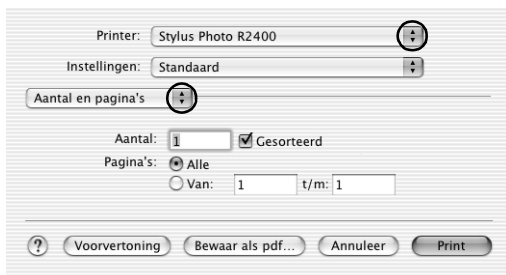 Printer: Stylus Photo R2400
Instellingen: Standaard
Aantal en pagina's
Aantal: 1 Gesorteerd
Pagina's: Alle
Van: 1 t/m: 1
? Voorvertoning Bewaar als pdf... Annuleer Print